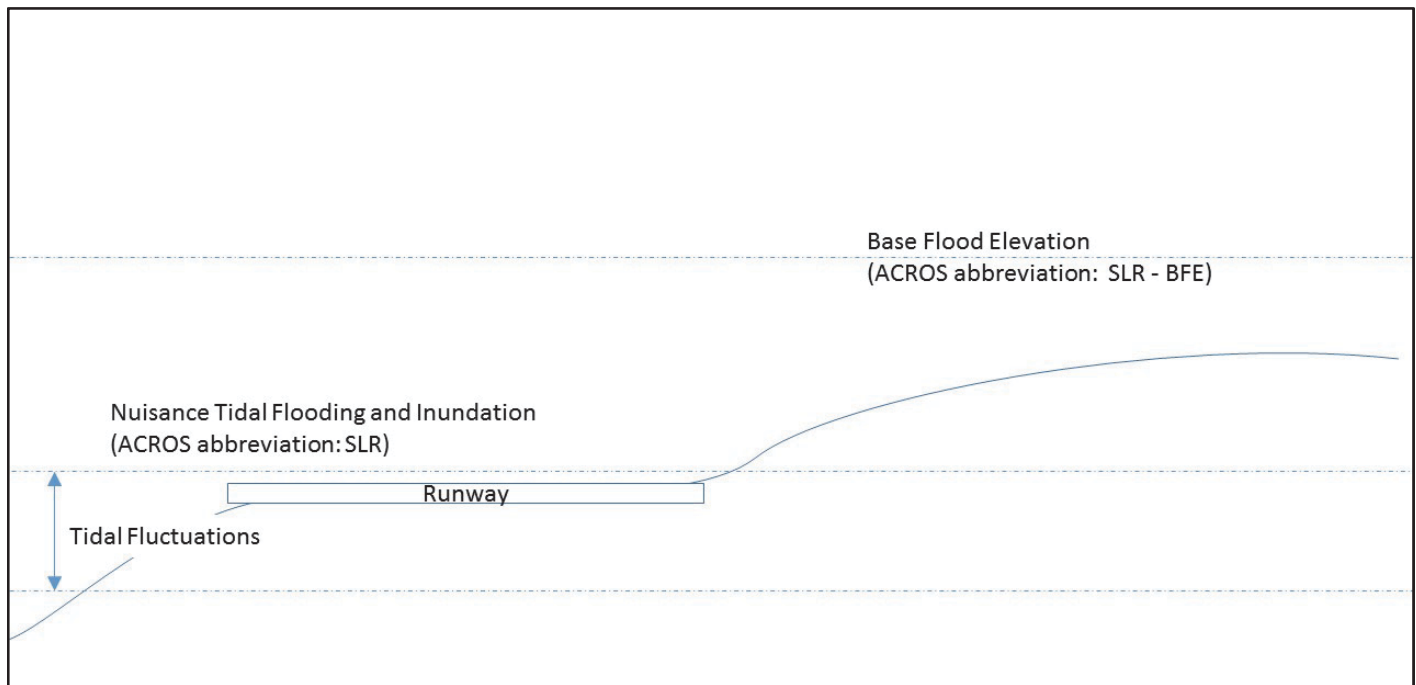 Base Flood Elevation
(ACROS abbreviation: SLR - BFE)
Nuisance Tidal Flooding and Inundation
(ACROS abbreviation: SLR)
Runway
Tidal Fluctuations